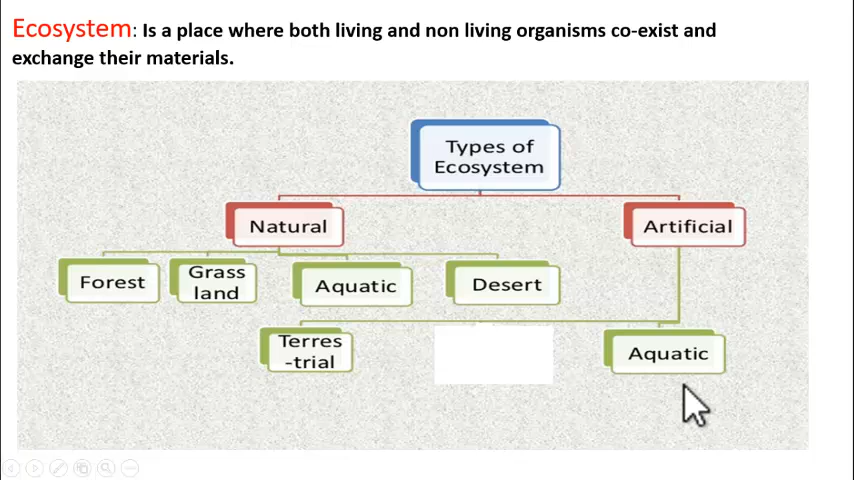 Ecosystem: Is a place where both living and non living organisms co-exist and
exchange their materials.
Types of
Ecosystem
Natural
Artificial
Forest
Grass
land
Aquatic
Desert
Terres
-trial
Aquatic